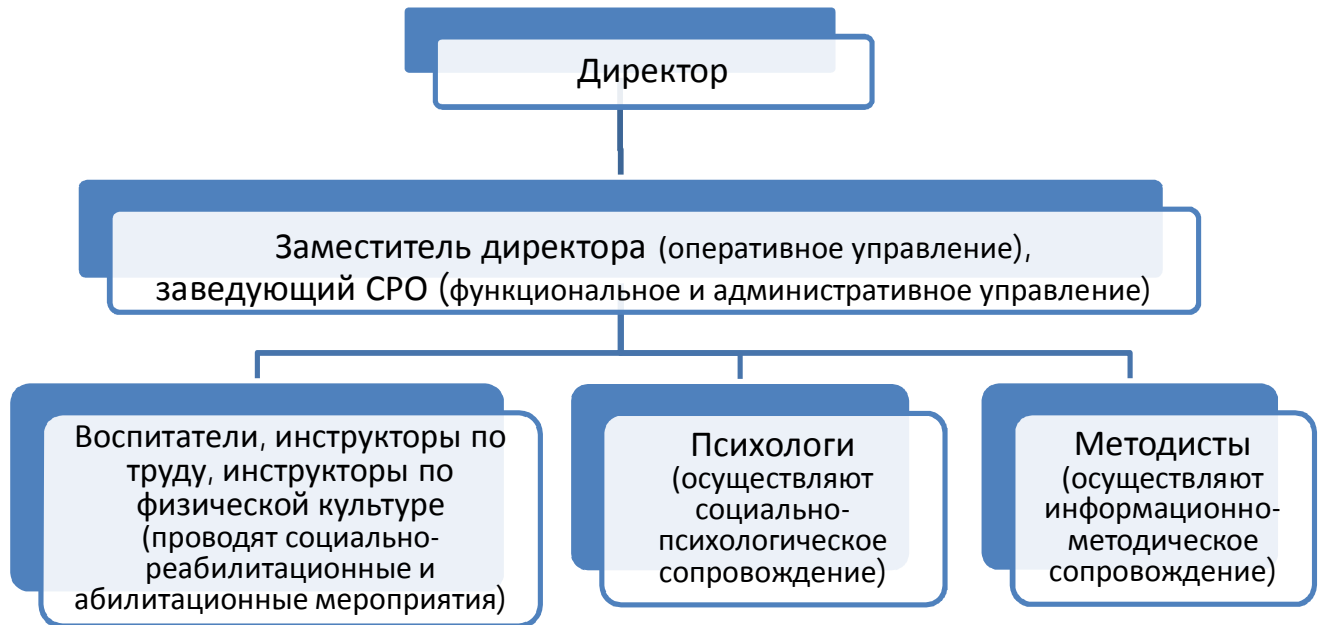 Директор
Заместитель директора (оперативное управление),
заведующий СРО (функциональное и административное управление)
Воспитатели, инструкторы по
труду, инструкторы по
физической культуре
(проводят социально-
реабилитационные и
абилитационные мероприятия)
Психологи
(осуществляют
социально-
психологическое
сопровождение)
Методисты
(осуществляют
информационно-
методическое
сопровождение)